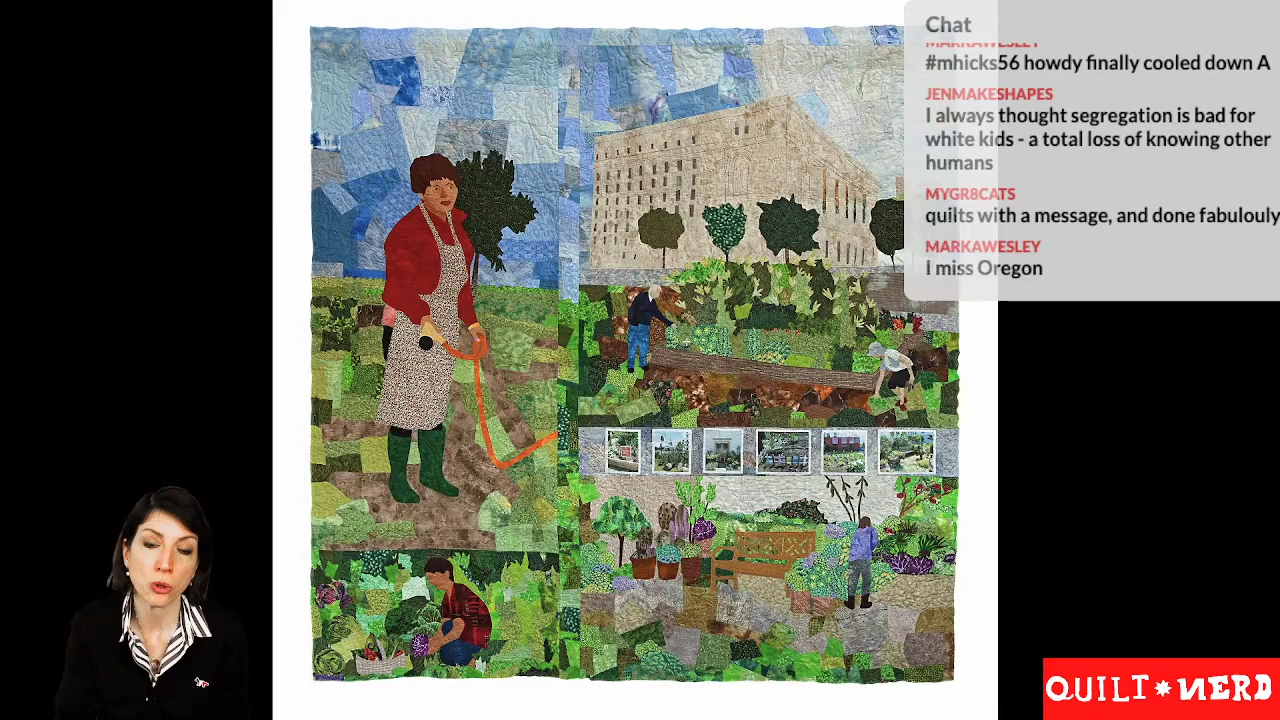 Chat
MARKAWESLEY
#mhicks56 howdy finally cooled down A
JENMAKESHAPES
I always thought segregation is bad for
white kids - a total loss of knowing other
humans
MYGR8CATS
quilts with a message, and done fabulouly
MARKAWESLEY
I miss Oregon
QUILT NERD